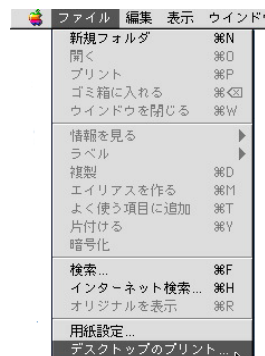 ファイル 編集 表示 ウインド
新規フォルダ ⌘N
開く ⌘O
プリント ⌘P
ゴミ箱に入れる ⌘⌫
ウインドウを閉じる ⌘W
情報を見る ▶
ラベル ▶
複製 ⌘D
エイリアスを作る ⌘M
よく使う項目に追加 ⌘T
片付ける ⌘Y
暗号化
検索... ⌘F
インターネット検索... ⌘H
オリジナルを表示 ⌘R
用紙設定...
デスクトップのプリント...